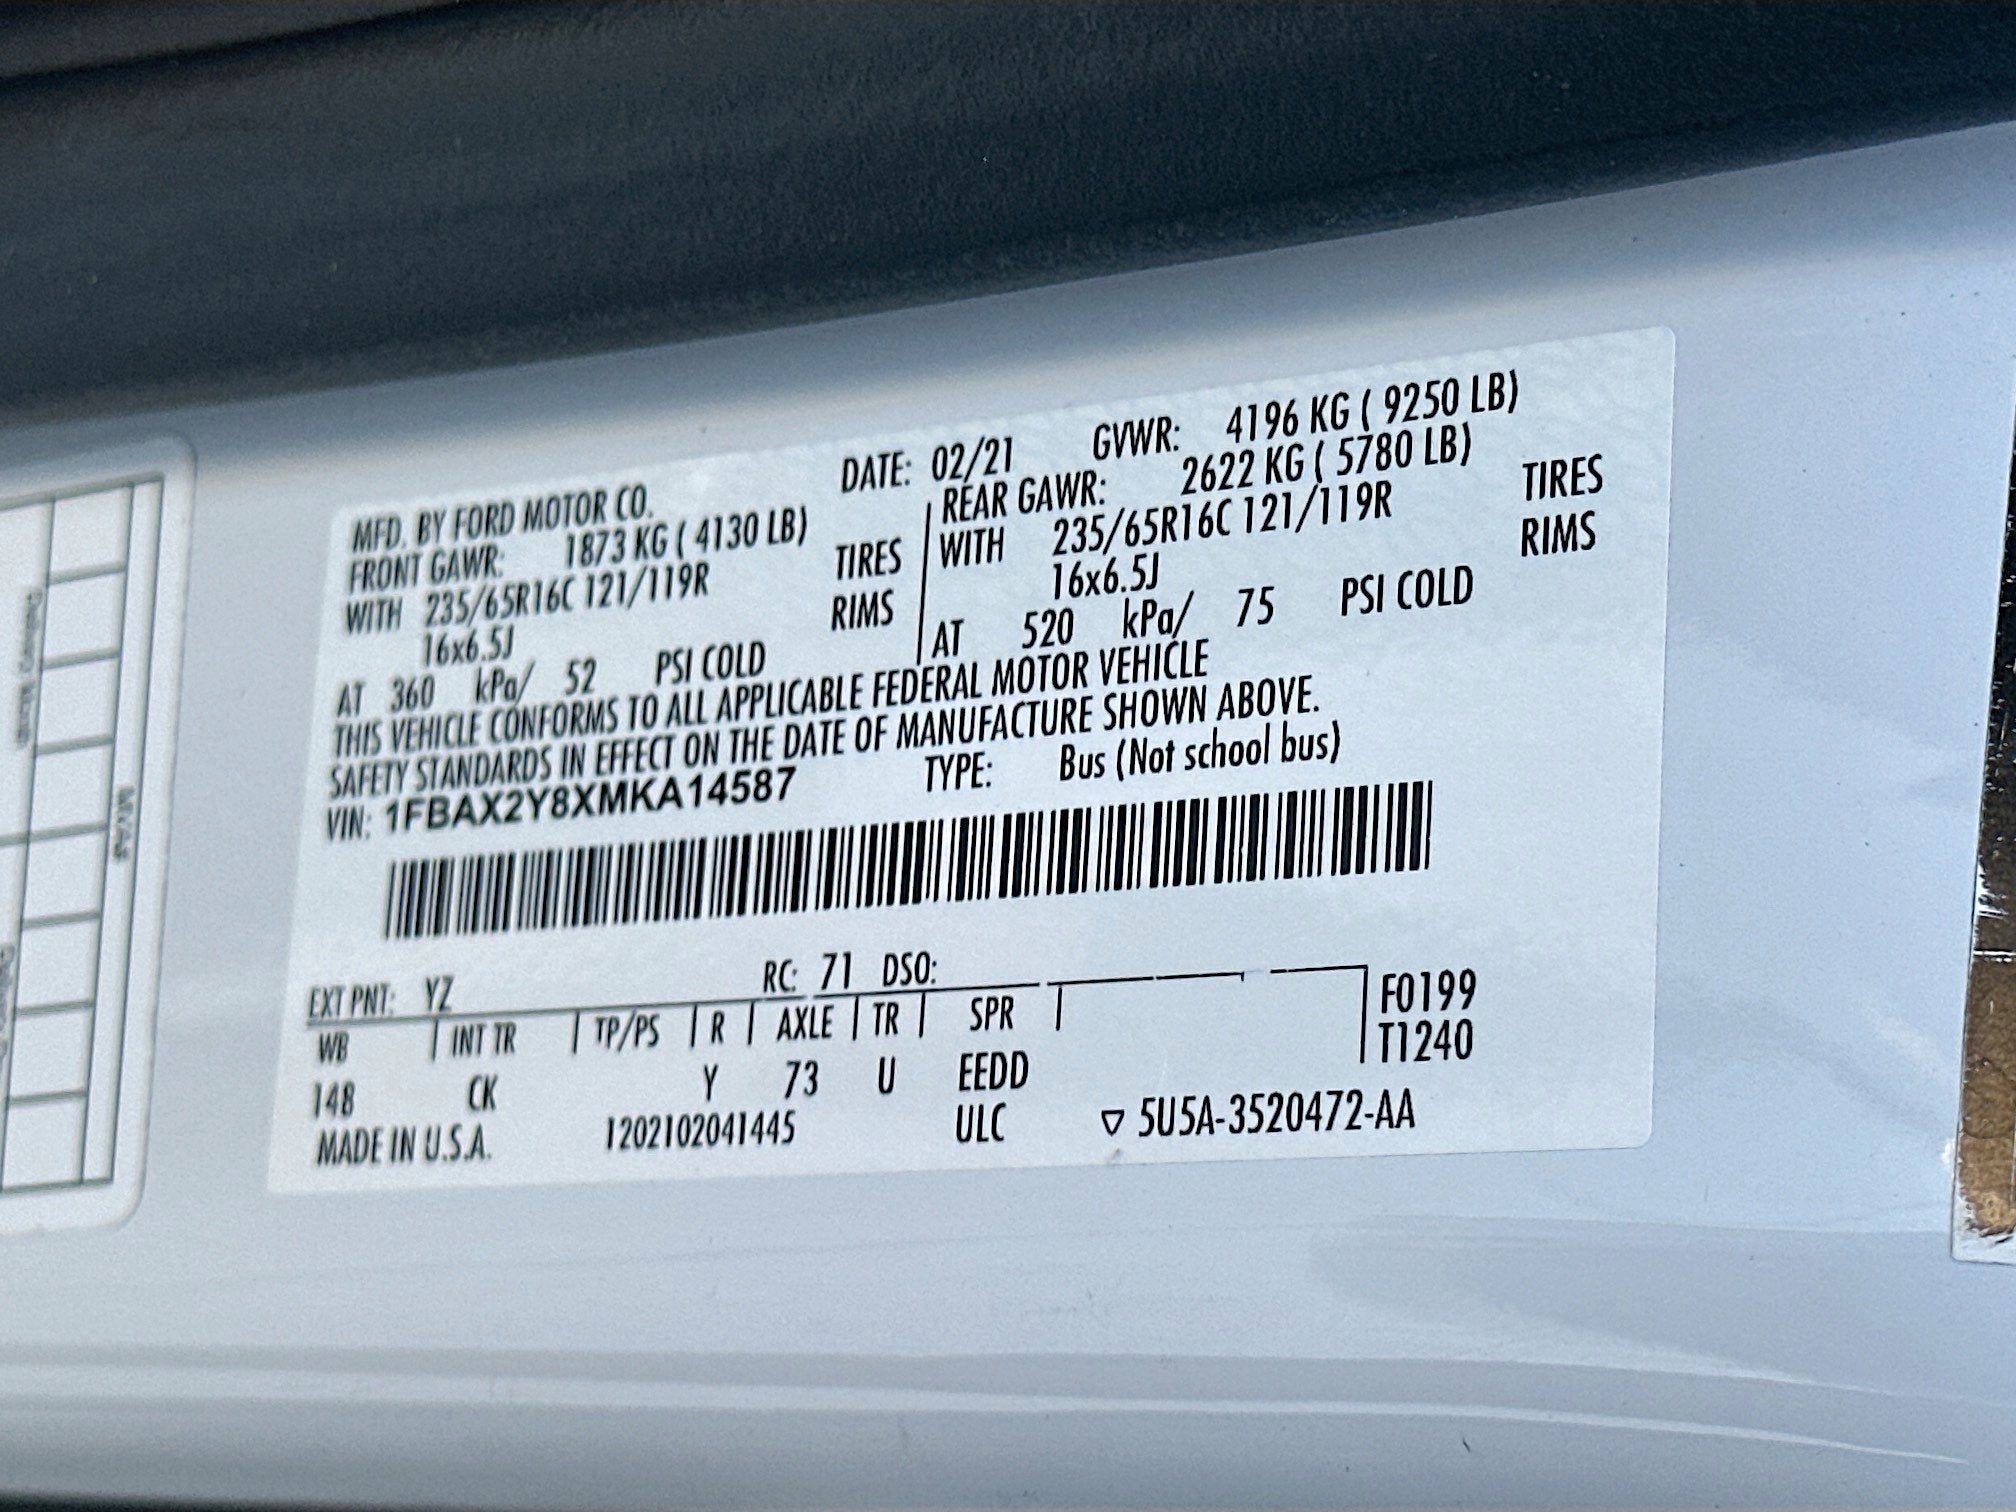 MFD. BY FORD MOTOR CO. DATE: 02/21 GVWR: 4196 KG ( 9250 LB)
FRONT GAWR: 1873 KG ( 4130 LB) REAR GAWR: 2622 KG ( 5780 LB)
WITH 235/65R16C 121/119R TIRES WITH 235/65R16C 121/119R TIRES
16x6.5J RIMS 16x6.5J RIMS
AT 360 kPa/ 52 PSI COLD AT 520 kPa/ 75 PSI COLD
THIS VEHICLE CONFORMS TO ALL APPLICABLE FEDERAL MOTOR VEHICLE
SAFETY STANDARDS IN EFFECT ON THE DATE OF MANUFACTURE SHOWN ABOVE.
VIN: 1FBAX2Y8XMKA14587 TYPE: Bus (Not school bus)
EXT PNT: YZ RC: 71 DSO:
WB INT TR TP/PS R AXLE TR SPR F0199
148 CK Y 73 U EEDD T1240
MADE IN U.S.A. 1202102041445 ULC ▽ 5U5A-3520472-AA